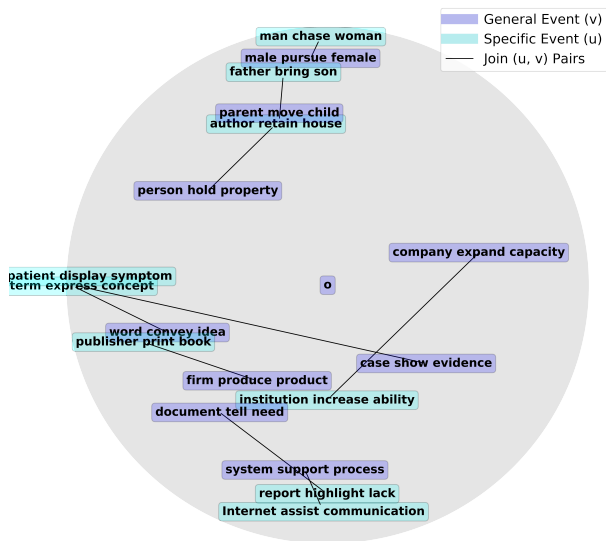 General Event (v)
Specific Event (u)
Join (u, v) Pairs
man chase woman
male pursue female
father bring son
parent move child
author retain house
person hold property
company expand capacity
patient display symptom
term express concept
o
word convey idea
publisher print book
case show evidence
firm produce product
institution increase ability
document tell need
system support process
report highlight lack
Internet assist communication